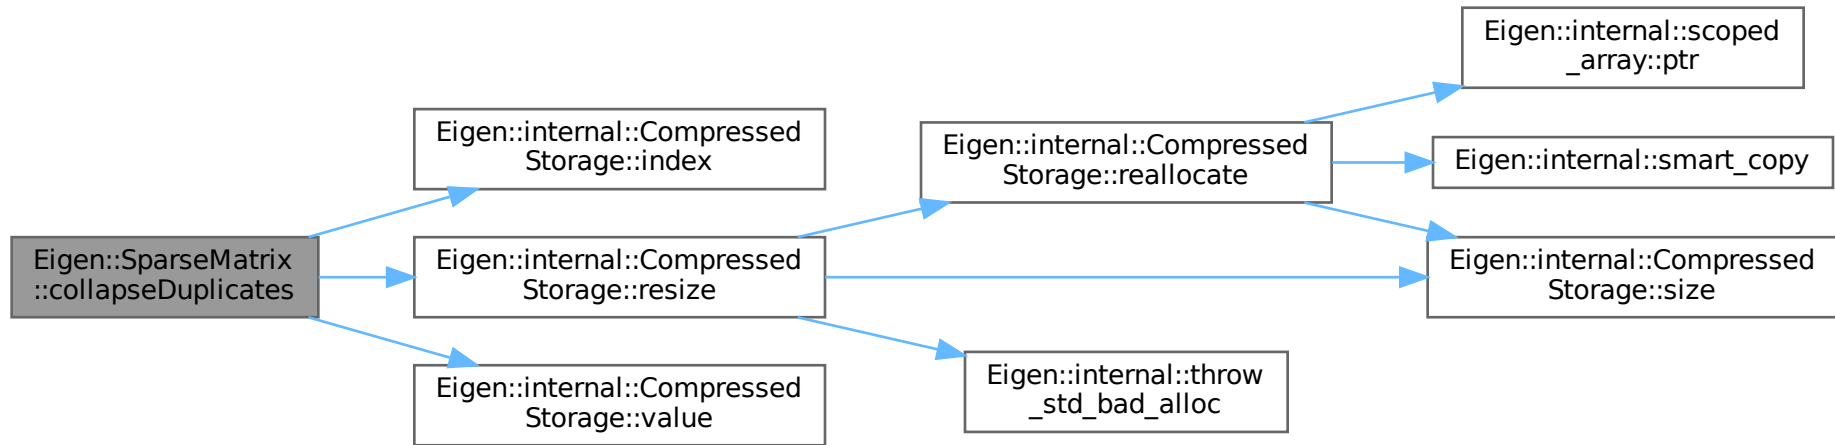 Eigen::SparseMatrix
::collapseDuplicates
Eigen::internal::Compressed
Storage::index
Eigen::internal::Compressed
Storage::resize
Eigen::internal::Compressed
Storage::value
Eigen::internal::Compressed
Storage::reallocate
Eigen::internal::throw
_std_bad_alloc
Eigen::internal::scoped
_array::ptr
Eigen::internal::smart_copy
Eigen::internal::Compressed
Storage::size